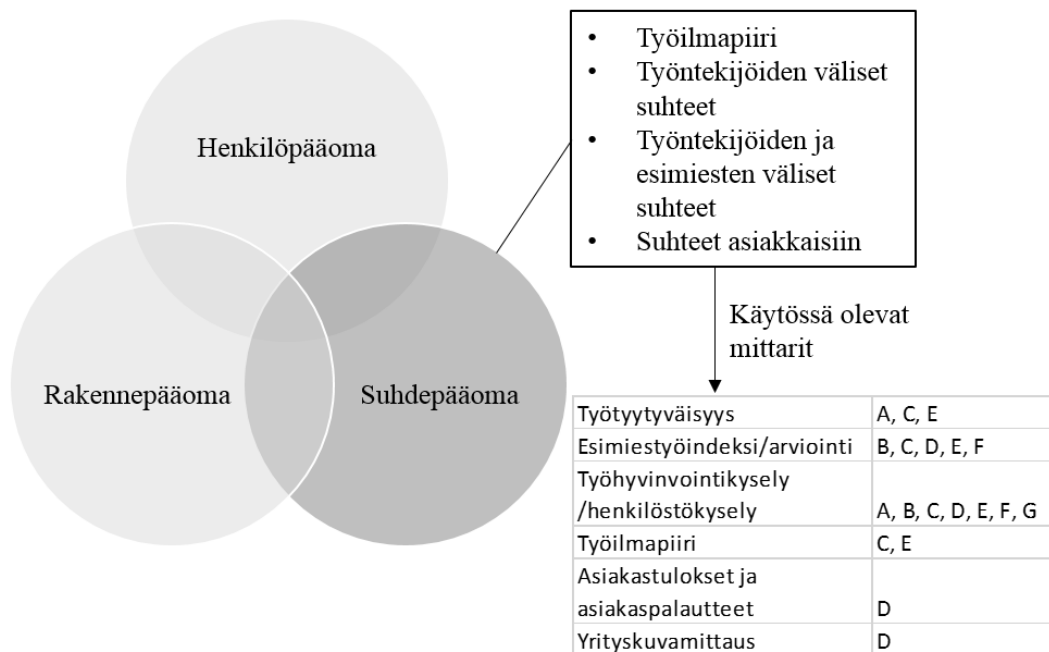 Henkilöpääoma
Rakennepääoma
Suhdepääoma
• Työilmapiiri
• Työntekijöiden väliset
suhteet
• Työntekijöiden ja
esimiesten väliset
suhteet
• Suhteet asiakkaisiin
Käytössä olevat
mittarit
Työtyytyväisyys A, C, E
Esimiestyöindeksi/arviointi B, C, D, E, F
Työhyvinvointikysely
/henkilöstökysely A, B, C, D, E, F, G
Työilmapiiri C, E
Asiakastulokset ja
asiakaspalautteet D
Yrityskuvamittaus D